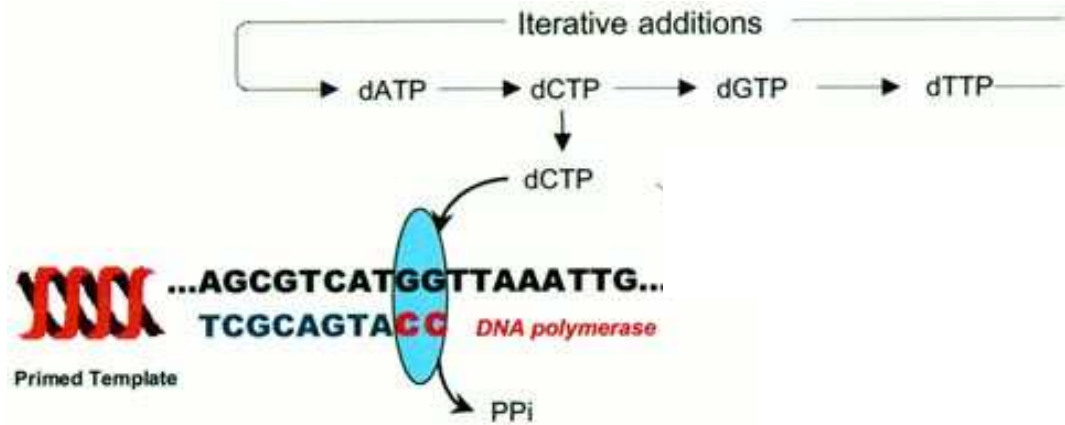 Iterative additions
dATP dCTP dGTP dTTP
dCTP
...AGCGTCATGGTTAAATTG...
TCGCAGTACC DNA polymerase
Primed Template
PPi